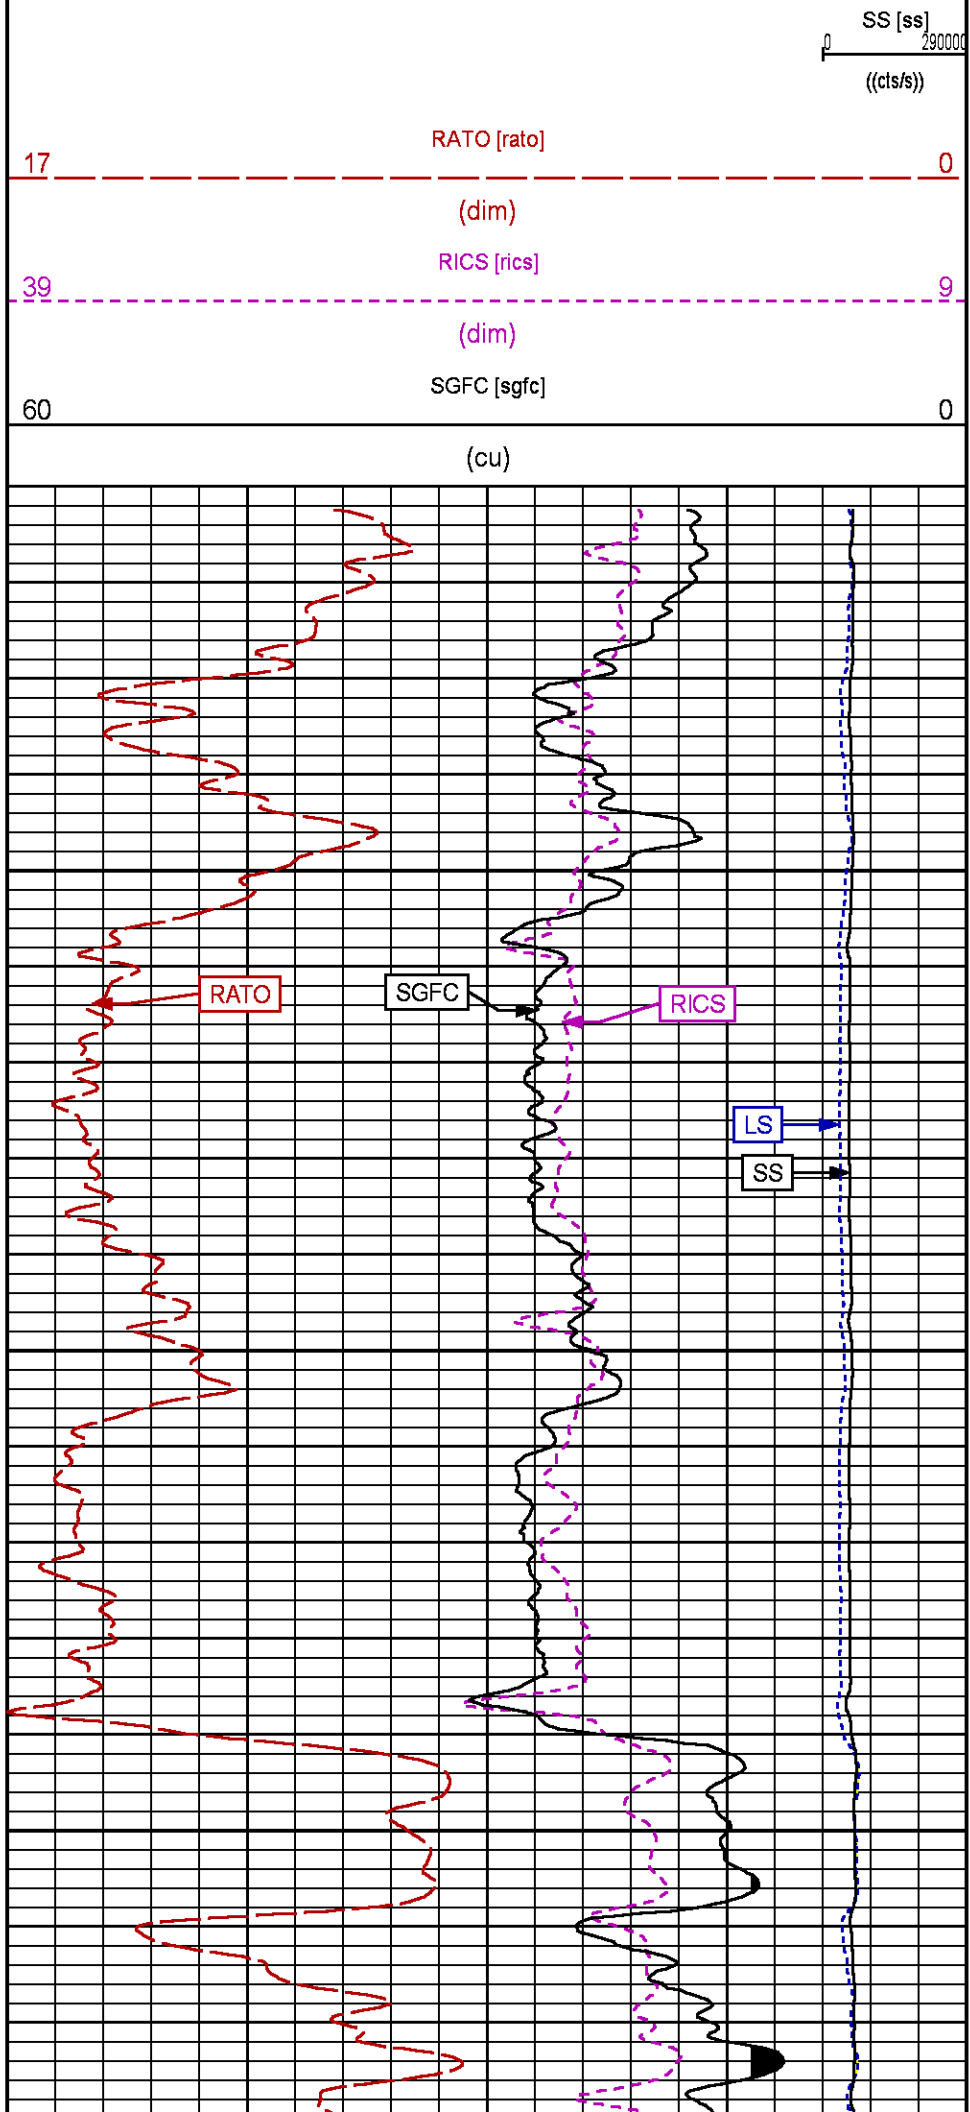 SS [ss]
0 290000
((cts/s))
RATO [rato]
17 0
(dim)
RICS [rics]
39 9
(dim)
SGFC [sgfc]
60 0
(cu)
RATO
SGFC
RICS
LS
SS